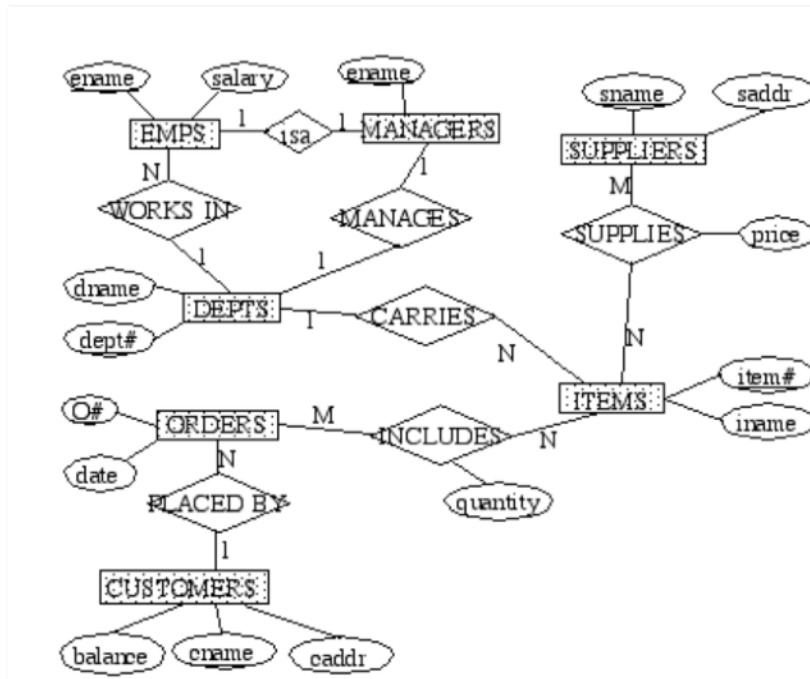 ename salary ename
sname saddr
EMPS 1 isa 1 MANAGERS
SUPPLIERS
N 1 M
WORKS IN MANAGES
SUPPLIES price
1 1
dname
DEPTS 1 CARRIES N
dept#
N
item#
ITEMS
iname
O#
ORDERS M INCLUDES N
date
N quantity
PLACED BY
1
CUSTOMERS
balance cname caddr